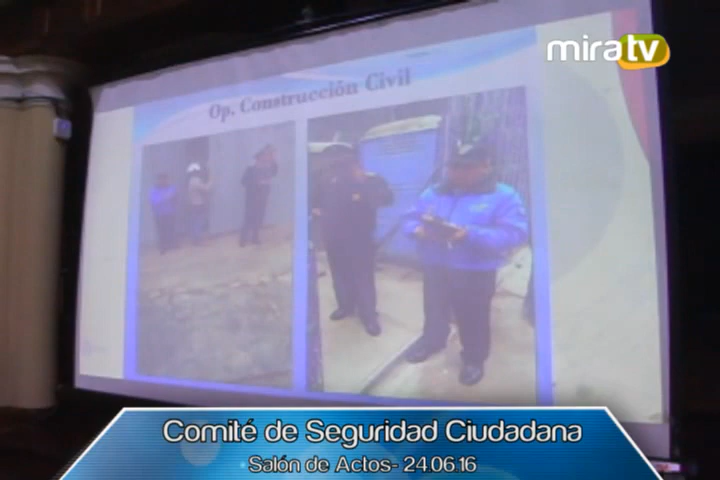 miratv
Op. Construcción Civil
Comité de Seguridad Ciudadana
Salón de Actos- 24.06.16